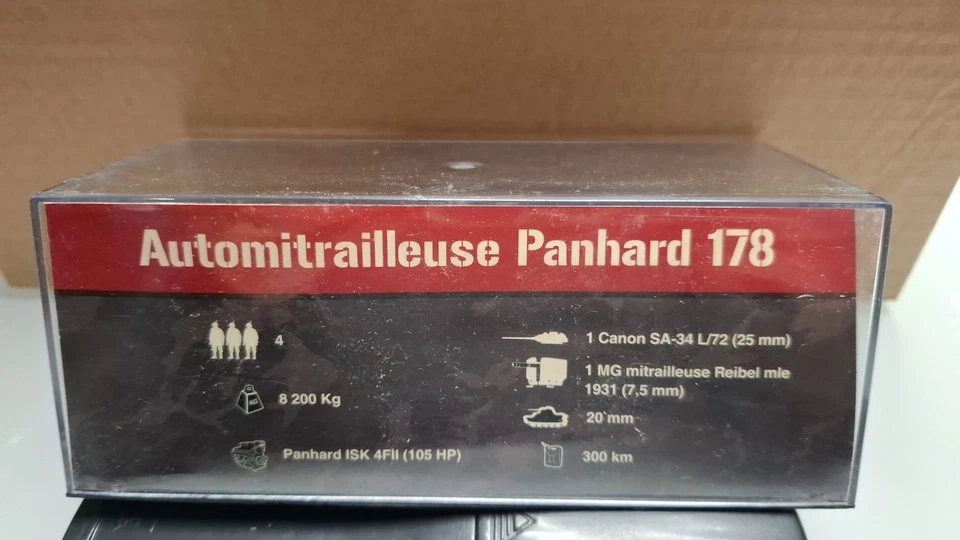 Automitrailleuse Panhard 178
4
1 Canon SA-34 L/72 (25 mm)
1 MG mitrailleuse Reibel mle
1931 (7,5 mm)
KG
8 200 Kg
20 mm
Panhard ISK 4FII (105 HP)
300 km